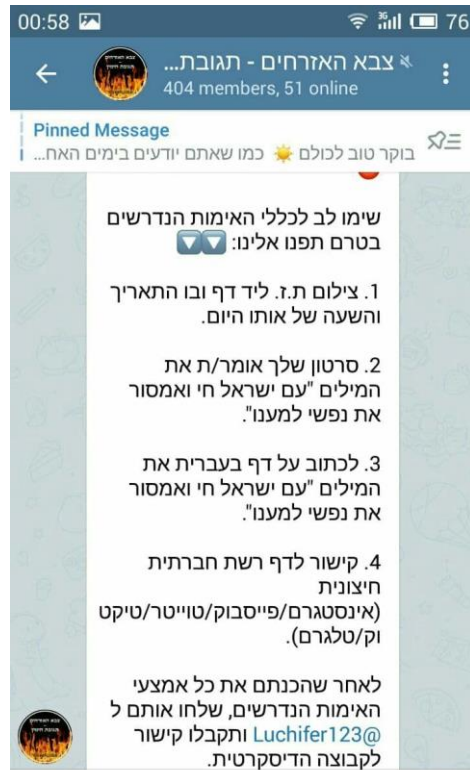 00:58
76
צבא האזרחים - תגובת...
404 members, 51 online
Pinned Message
בוקר טוב לכולם 🌞 כמו שאתם יודעים בימים האח...
שימו לב לכללי האימות הנדרשים
בטרם תפנו אלינו: 🔽🔽
1. צילום ת.ז. ליד דף ובו התאריך
והשעה של אותו היום.
2. סרטון שלך אומר/ת את
המילים "עם ישראל חי ואמסור
את נפשי למענו".
3. לכתוב על דף בעברית את
המילים "עם ישראל חי ואמסור
את נפשי למענו".
4. קישור לדף רשת חברתית
חיצונית
(אינסטגרם/פייסבוק/טוייטר/טיקט
וק/טלגרם).
לאחר שהכנתם את כל אמצעי
האימות הנדרשים, שלחו אותם ל
@Luchifer123 ותקבלו קישור
לקבוצה הדיסקרטית.